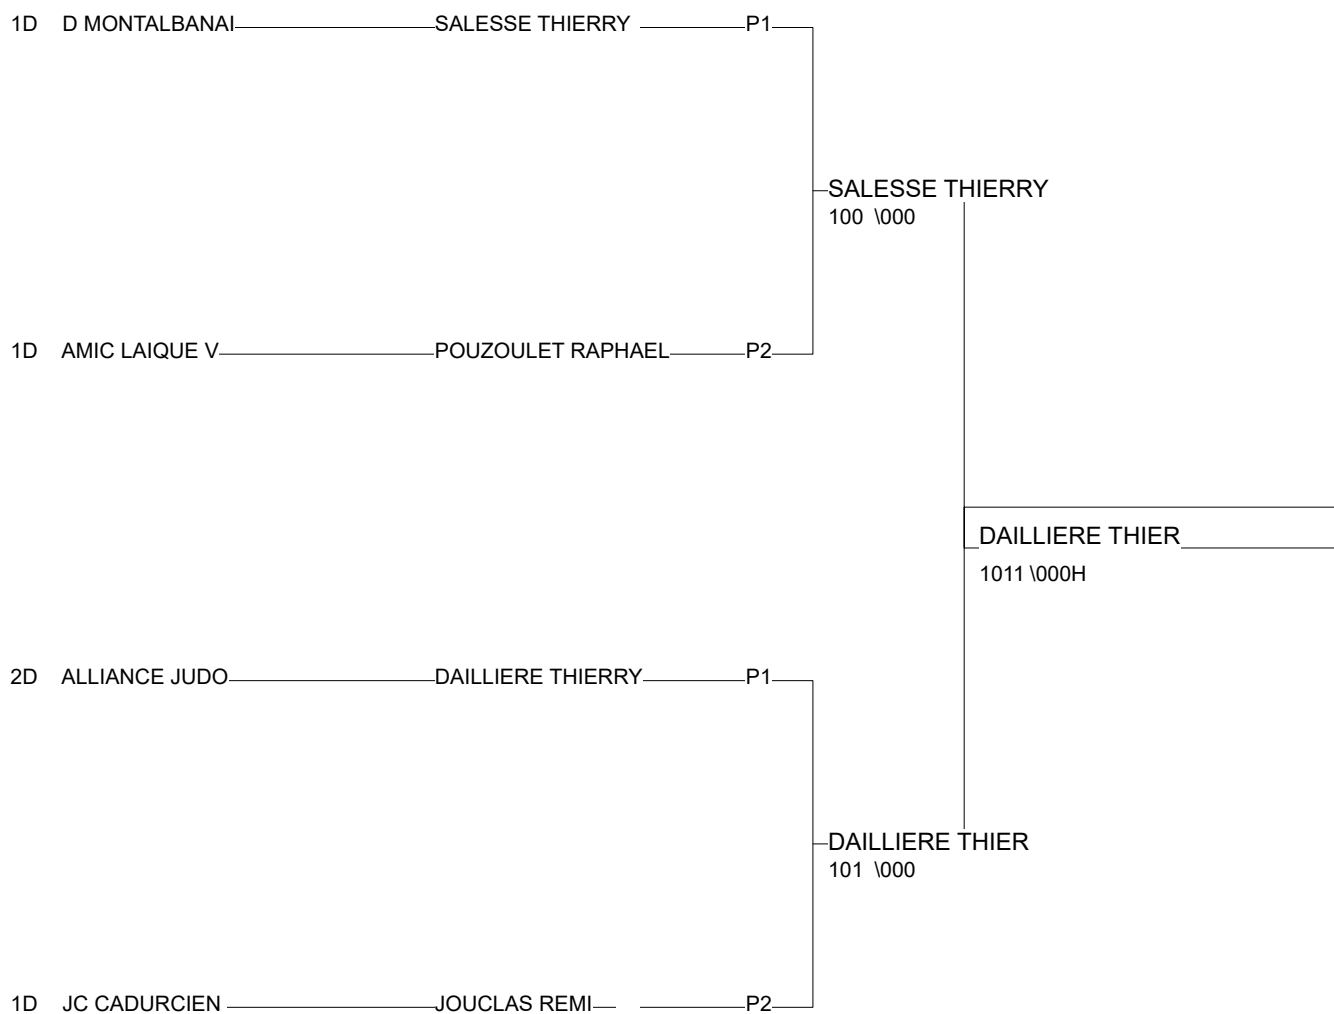 1D D MONTALBANAI SALESSE THIERRY P1
SALESSE THIERRY
100 \000
1D AMIC LAIQUE V POUZOULET RAPHAEL P2
DAILLIERE THIER
1011 \000H
2D ALLIANCE JUDO DAILLIERE THIERRY P1
DAILLIERE THIER
101 \000
1D JC CADURCIEN JOUCLAS REMI P2